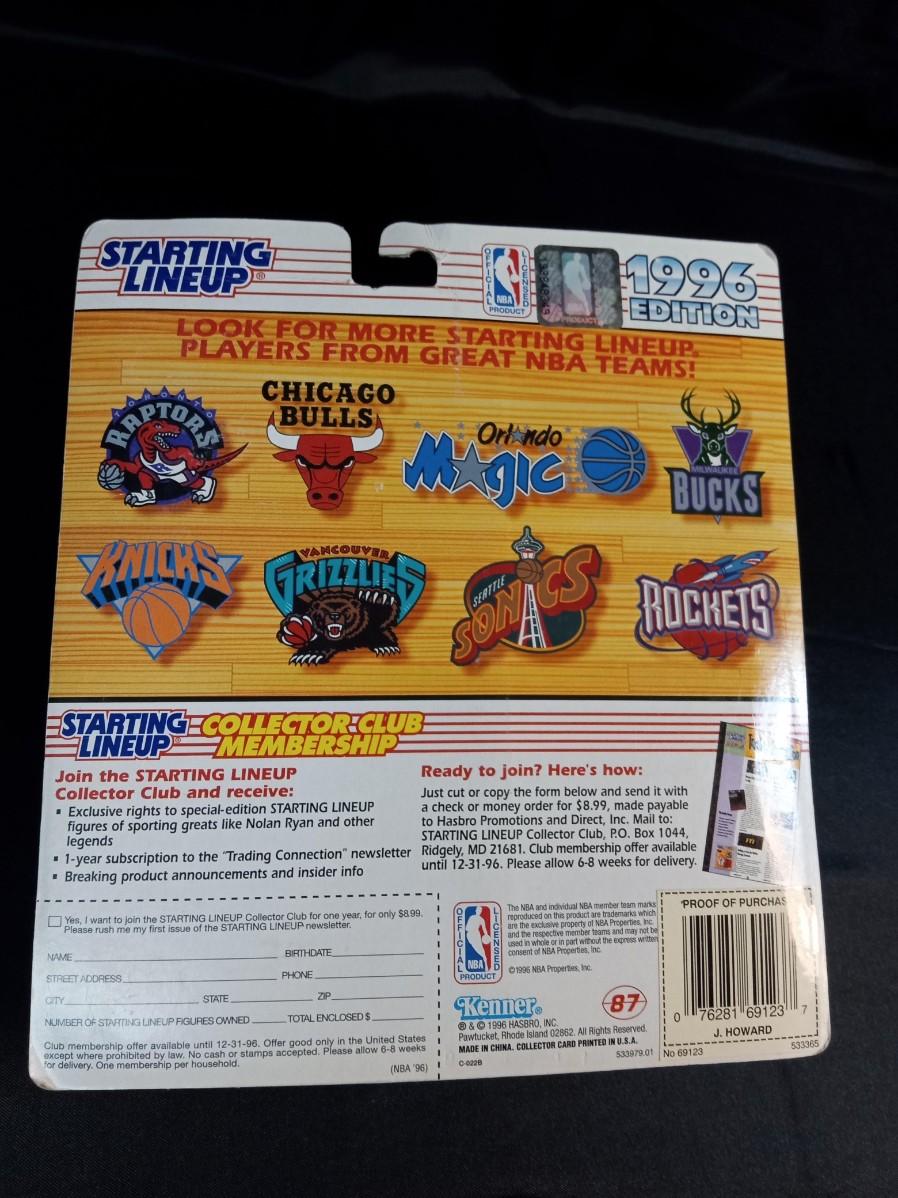 STARTING
LINEUP®
OFFICIAL LICENSED
NBA
PRODUCT
1996
EDITION
LOOK FOR MORE STARTING LINEUP®
PLAYERS FROM GREAT NBA TEAMS!
TORONTO
RAPTORS
CHICAGO
BULLS
Orlando
Magic
MILWAUKEE
BUCKS
KNICKS
VANCOUVER
GRIZZLIES
SEATTLE
SONICS
ROCKETS
STARTING
LINEUP®
COLLECTOR CLUB
MEMBERSHIP
Join the STARTING LINEUP
Collector Club and receive:
▪ Exclusive rights to special-edition STARTING LINEUP
figures of sporting greats like Nolan Ryan and other
legends
▪ 1-year subscription to the "Trading Connection" newsletter
▪ Breaking product announcements and insider info
Ready to join? Here's how:
Just cut or copy the form below and send it with
a check or money order for $8.99, made payable
to Hasbro Promotions and Direct, Inc. Mail to:
STARTING LINEUP Collector Club, P.O. Box 1044,
Ridgely, MD 21681. Club membership offer available
until 12-31-96. Please allow 6-8 weeks for delivery.
Yes, I want to join the STARTING LINEUP Collector Club for one year, for only $8.99.
Please rush me my first issue of the STARTING LINEUP newsletter.
NAME BIRTHDATE
STREET ADDRESS PHONE
CITY STATE ZIP
NUMBER OF STARTING LINEUP FIGURES OWNED TOTAL ENCLOSED $
Club membership offer available until 12-31-96. Offer good only in the United States
except where prohibited by law. No cash or stamps accepted. Please allow 6-8 weeks
for delivery. One membership per household.
(NBA '96)
OFFICIAL LICENSED
NBA
PRODUCT
The NBA and individual NBA member team marks
reproduced on this product are trademarks which
are the exclusive property of NBA Properties, Inc.
and the respective member teams and may not be
used in whole or in part without the express written
consent of NBA Properties, Inc.
©1996 NBA Properties, Inc.
Kenner®
87
® & © 1996 HASBRO, INC.
Pawtucket, Rhode Island 02862. All Rights Reserved.
MADE IN CHINA. COLLECTOR CARD PRINTED IN U.S.A.
C-022B
533979.01
PROOF OF PURCHAS
0 76281 69123 7
J. HOWARD
No 69123
533365